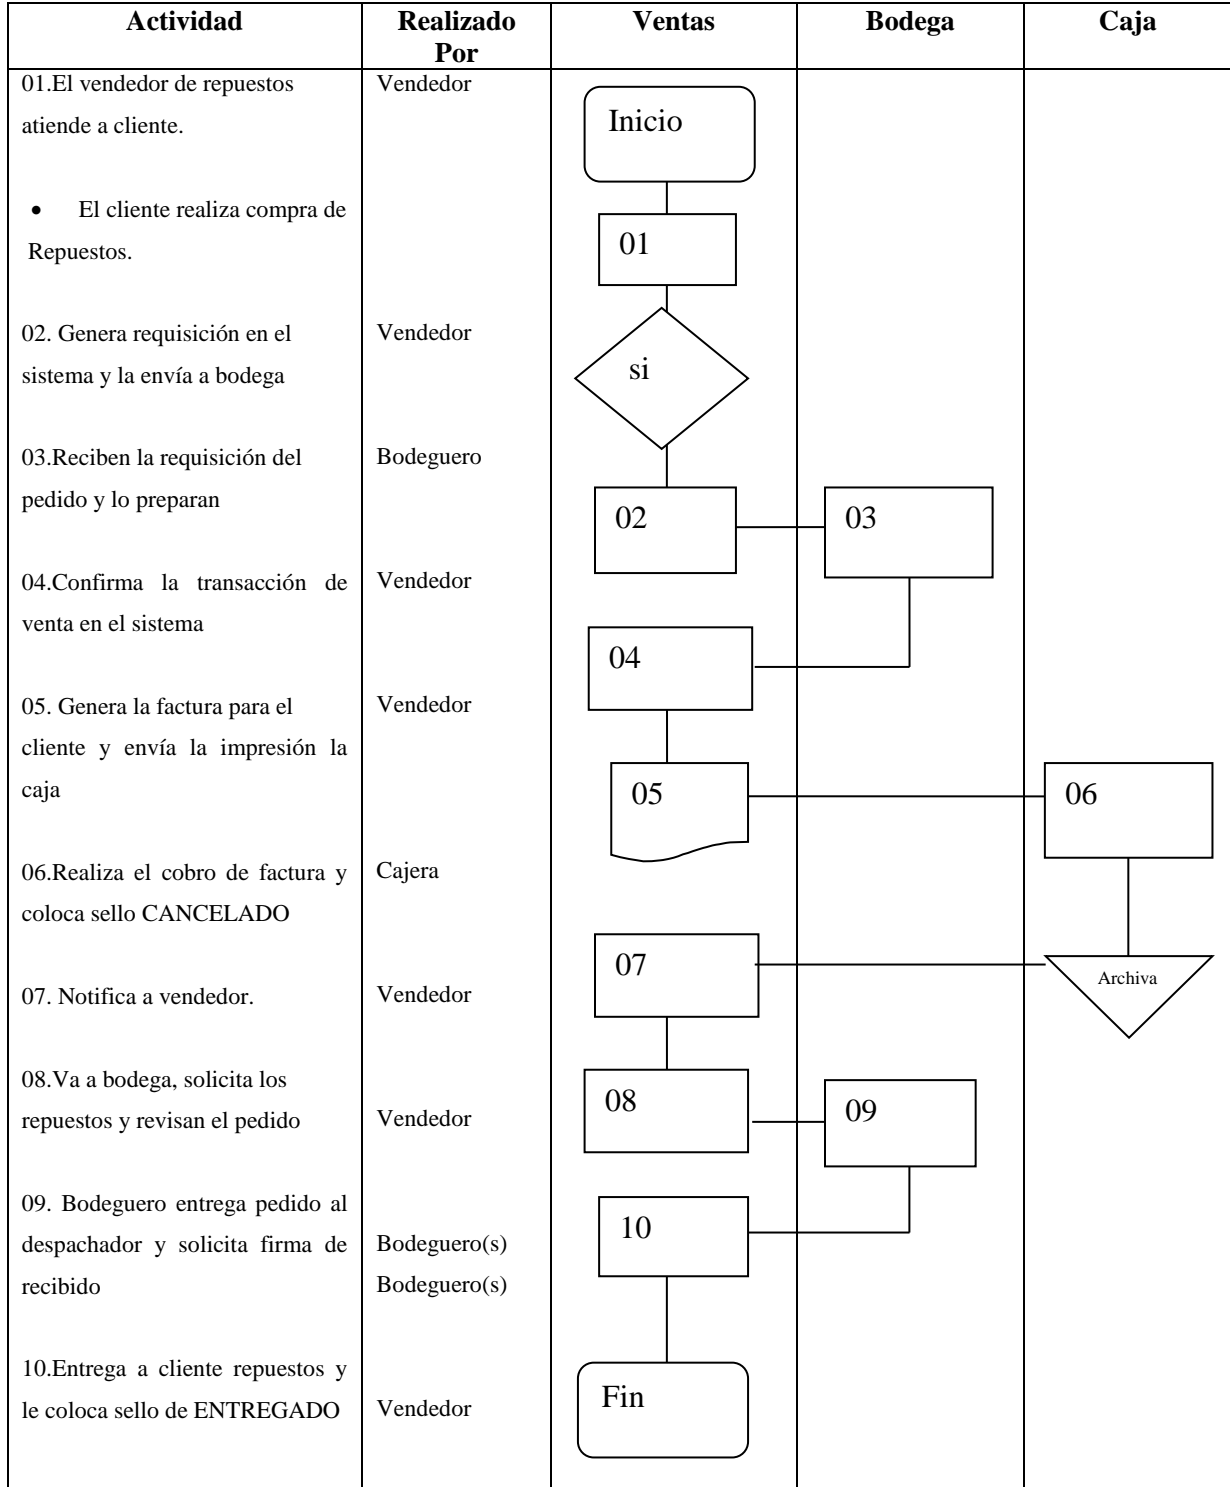 Actividad
Realizado
Por
Ventas
Bodega
Caja
01.El vendedor de repuestos
atiende a cliente.
• El cliente realiza compra de
Repuestos.
02. Genera requisición en el
sistema y la envía a bodega
03.Reciben la requisición del
pedido y lo preparan
04.Confirma la transacción de
venta en el sistema
05. Genera la factura para el
cliente y envía la impresión la
caja
06.Realiza el cobro de factura y
coloca sello CANCELADO
07. Notifica a vendedor.
08.Va a bodega, solicita los
repuestos y revisan el pedido
09. Bodeguero entrega pedido al
despachador y solicita firma de
recibido
10.Entrega a cliente repuestos y
le coloca sello de ENTREGADO
Vendedor
Vendedor
Bodeguero
Vendedor
Vendedor
Cajera
Vendedor
Vendedor
Bodeguero(s)
Bodeguero(s)
Vendedor
Inicio
01
si
02
03
04
05
06
07
Archiva
08
09
10
Fin